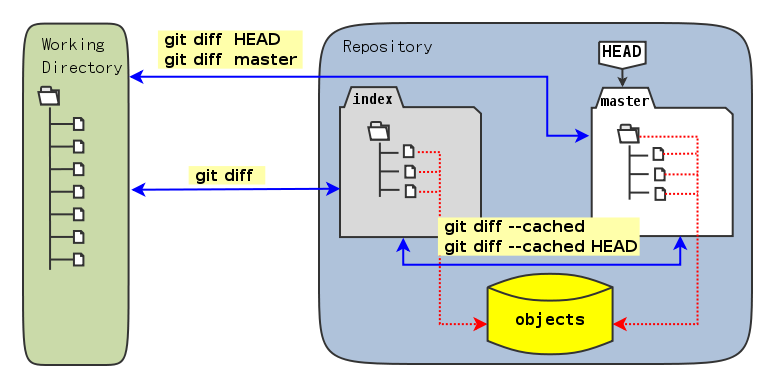 Working
Directory
git diff  HEAD
git diff  master
Repository
HEAD
index
master
git diff
git diff --cached
git diff --cached HEAD
objects